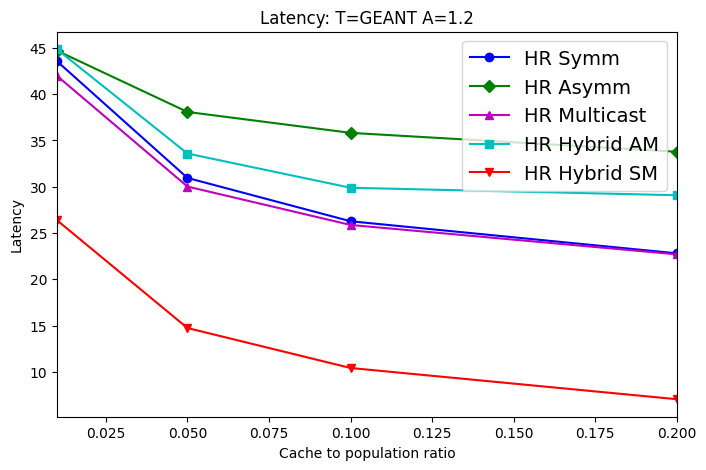 Latency: T=GEANT A=1.2
HR Symm
HR Asymm
HR Multicast
HR Hybrid AM
HR Hybrid SM
Latency
45
40
35
30
25
20
15
10
0.025 0.050 0.075 0.100 0.125 0.150 0.175 0.200
Cache to population ratio